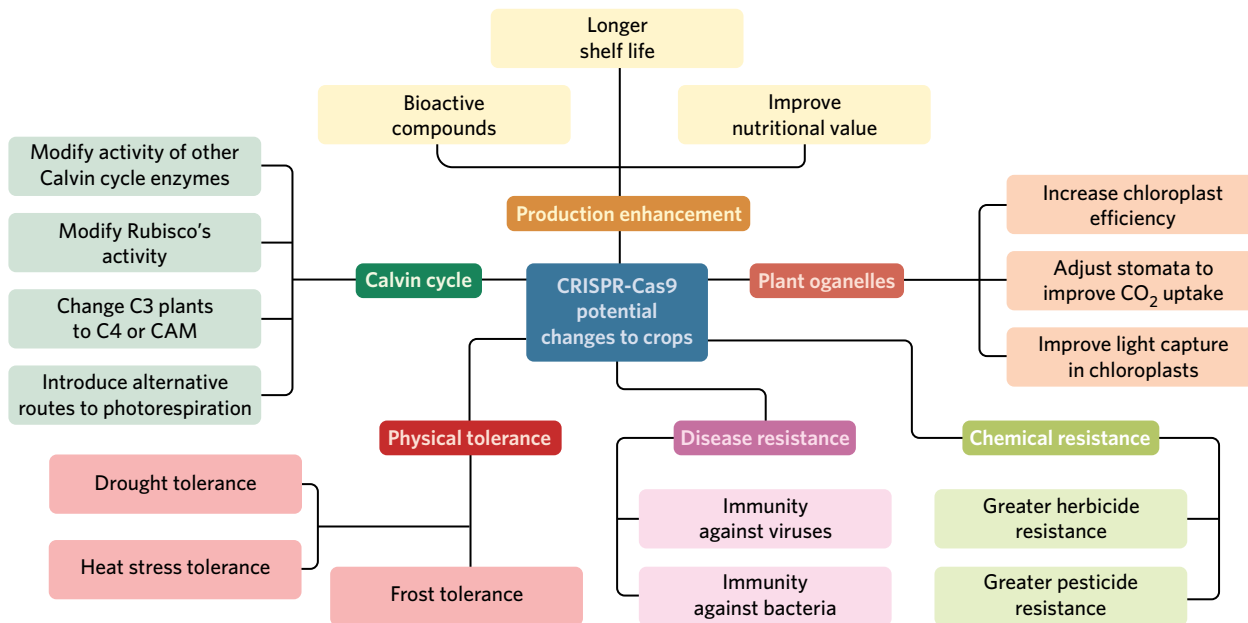 Longer
shelf life
Bioactive
compounds
Improve
nutritional value
Modify activity of other
Calvin cycle enzymes
Modify Rubisco's
activity
Change C3 plants
to C4 or CAM
Introduce alternative
routes to photorespiration
Production enhancement
Calvin cycle
CRISPR-Cas9
potential
changes to crops
Plant oganelles
Increase chloroplast
efficiency
Adjust stomata to
improve CO₂ uptake
Improve light capture
in chloroplasts
Physical tolerance
Disease resistance
Chemical resistance
Drought tolerance
Heat stress tolerance
Frost tolerance
Immunity
against viruses
Immunity
against bacteria
Greater herbicide
resistance
Greater pesticide
resistance